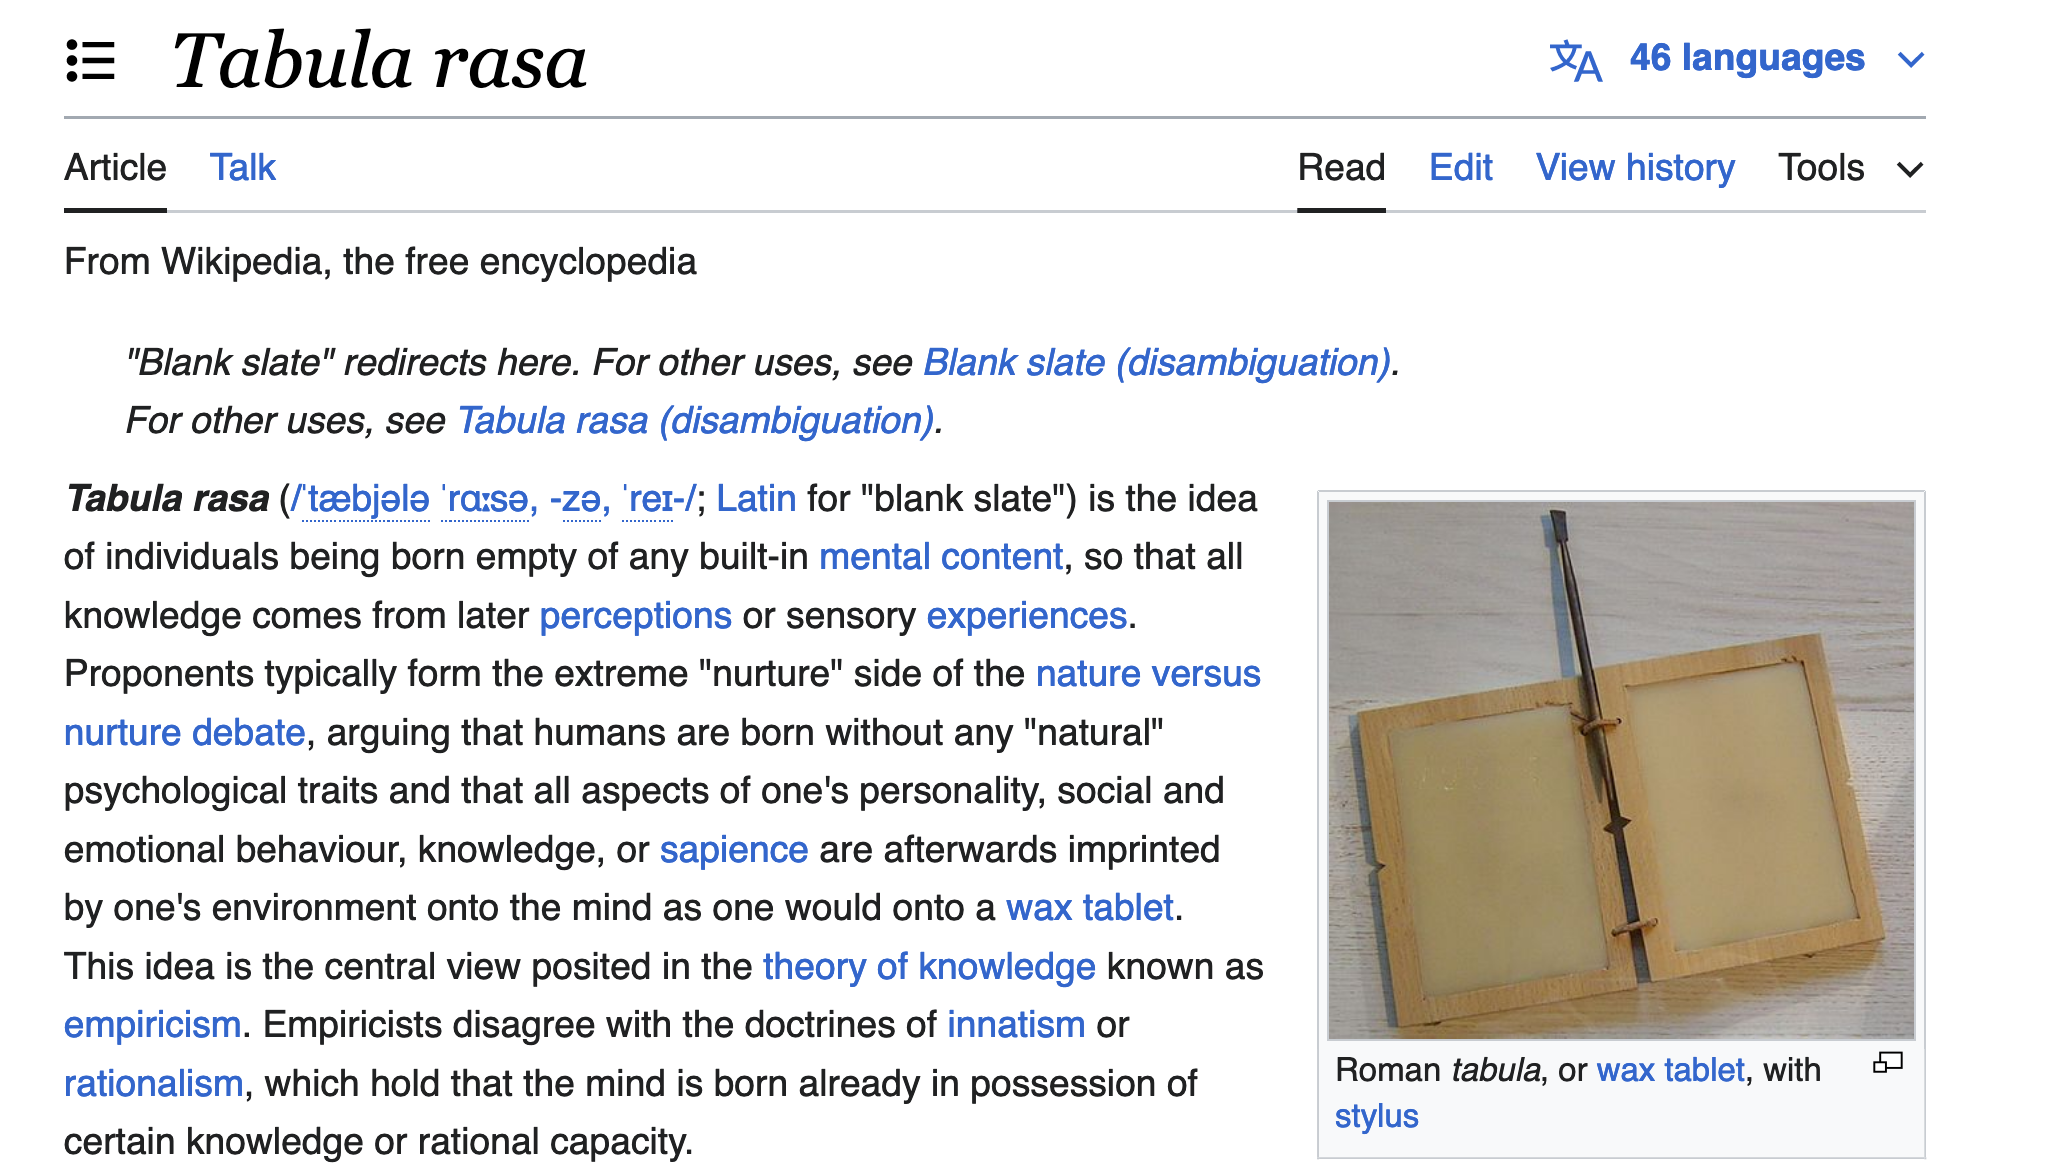 Tabula rasa
文A 46 languages
Article Talk Read Edit View history Tools
From Wikipedia, the free encyclopedia
"Blank slate" redirects here. For other uses, see Blank slate (disambiguation).
For other uses, see Tabula rasa (disambiguation).
Tabula rasa (/ˈtæbjələ ˈrɑːsə, -zə, ˈreɪ-/; Latin for "blank slate") is the idea
of individuals being born empty of any built-in mental content, so that all
knowledge comes from later perceptions or sensory experiences.
Proponents typically form the extreme "nurture" side of the nature versus
nurture debate, arguing that humans are born without any "natural"
psychological traits and that all aspects of one's personality, social and
emotional behaviour, knowledge, or sapience are afterwards imprinted
by one's environment onto the mind as one would onto a wax tablet.
This idea is the central view posited in the theory of knowledge known as
empiricism. Empiricists disagree with the doctrines of innatism or
rationalism, which hold that the mind is born already in possession of
certain knowledge or rational capacity.
Roman tabula, or wax tablet, with
stylus